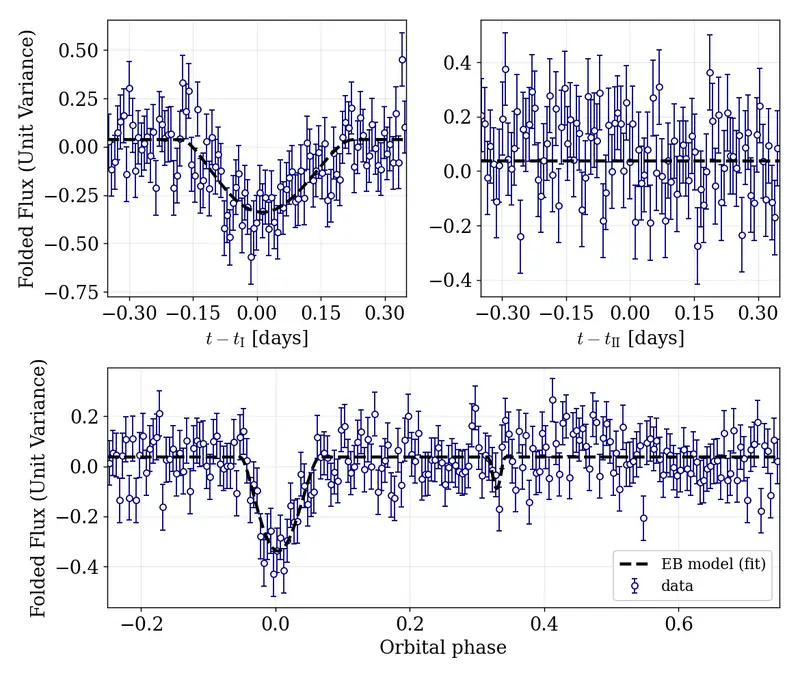 Folded Flux (Unit Variance)
0.50
0.25
0.00
−0.25
−0.50
−0.75
−0.30 −0.15 0.00 0.15 0.30
t − tI [days]
0.4
0.2
0.0
−0.2
−0.4
−0.30 −0.15 0.00 0.15 0.30
t − tII [days]
Folded Flux (Unit Variance)
0.2
0.0
−0.2
−0.4
EB model (fit)
data
−0.2 0.0 0.2 0.4 0.6
Orbital phase